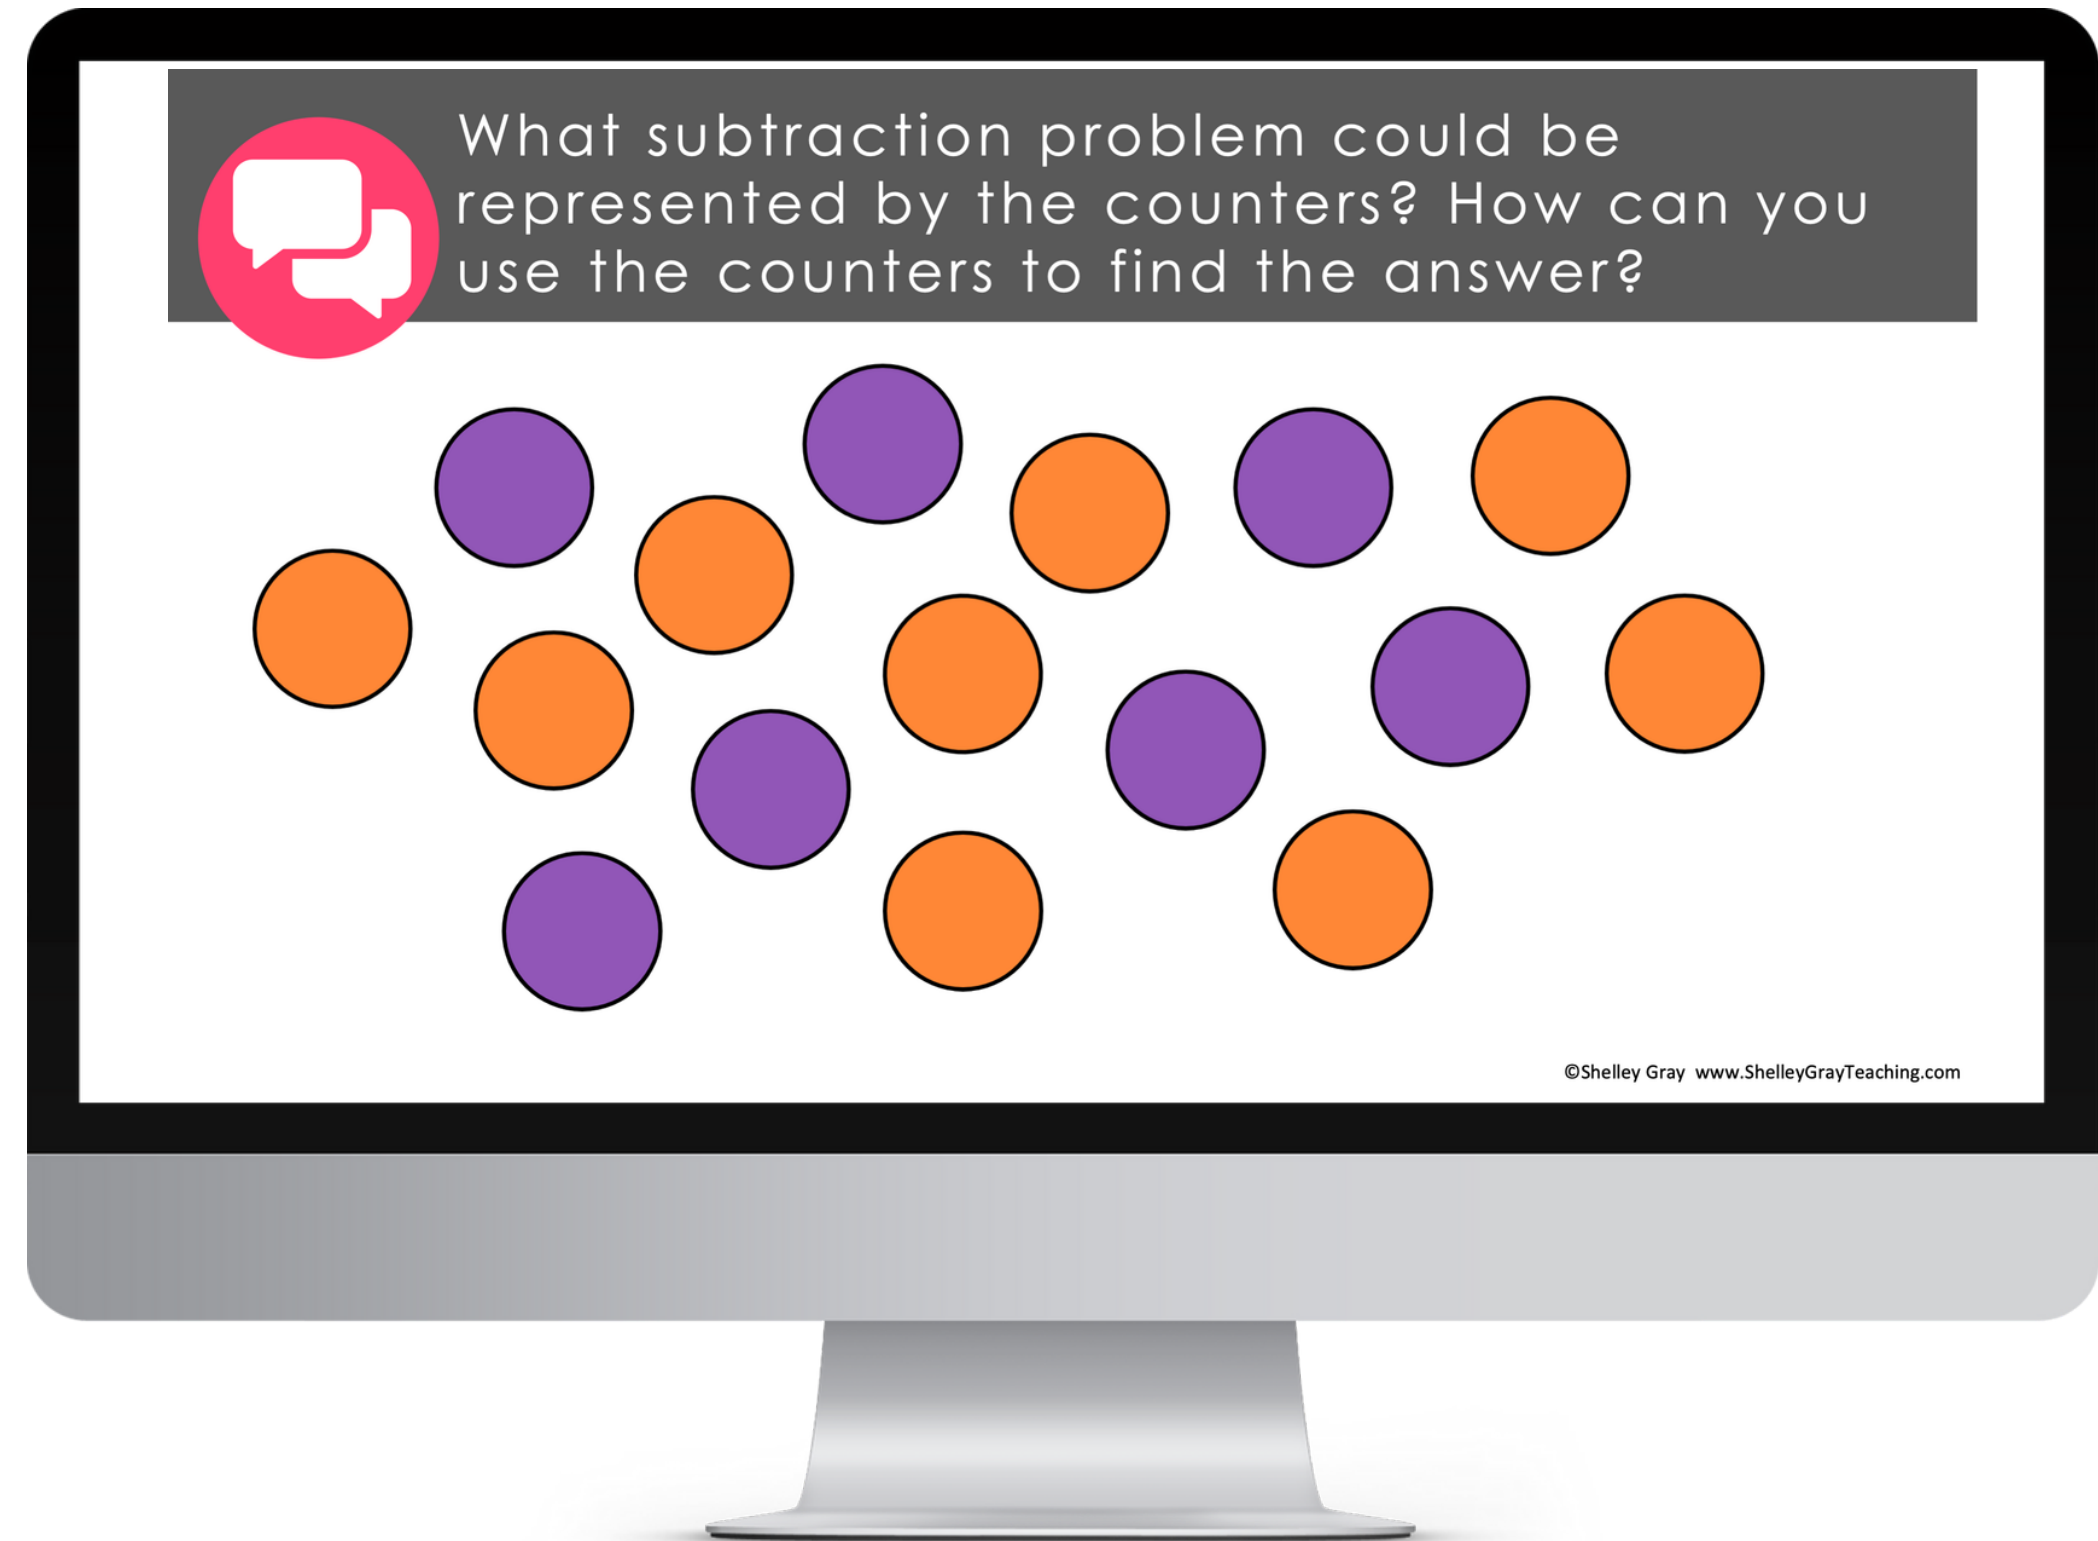 What subtraction problem could be
represented by the counters? How can you
use the counters to find the answer?
©Shelley Gray www.ShelleyGrayTeaching.com